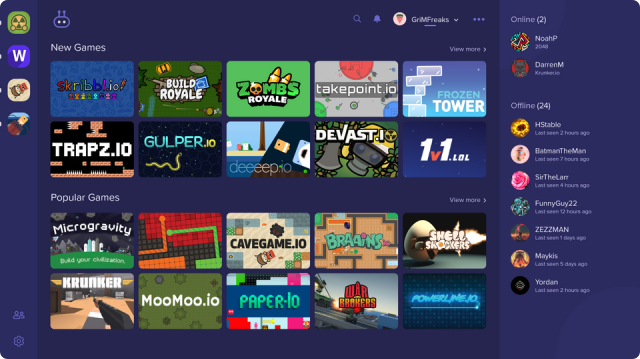 GriMFreaks
Online (2)
NoahP
2048
DarrenM
Krunker.io
Offline (24)
HStable
Last seen 2 hours ago
BatmanTheMan
Last seen 7 hours ago
SirTheLarr
Last seen 4 hours ago
FunnyGuy22
Last seen 12 hours ago
ZEZZMAN
Last seen 1 days ago
Maykis
Last seen 5 days ago
Yordan
Last seen 2 hours ago
W
New Games
View more
skribbl.io!
BUILD
ROYALE
ZOMBS
ROYALE
takepoint.io
FROZEN
TOWER
TRAPZ.IO
GULPER.io
deeeep.io
DEVAST.IO
1v1.LOL
Popular Games
View more
Microgravity
Build your civilization.
CAVEGAME.IO
BRAAINS
SHELL
SHOCKERS
KRUNKER
MooMoo.io
PAPER.IO
WAR
BROKERS
POWERLINE.IO